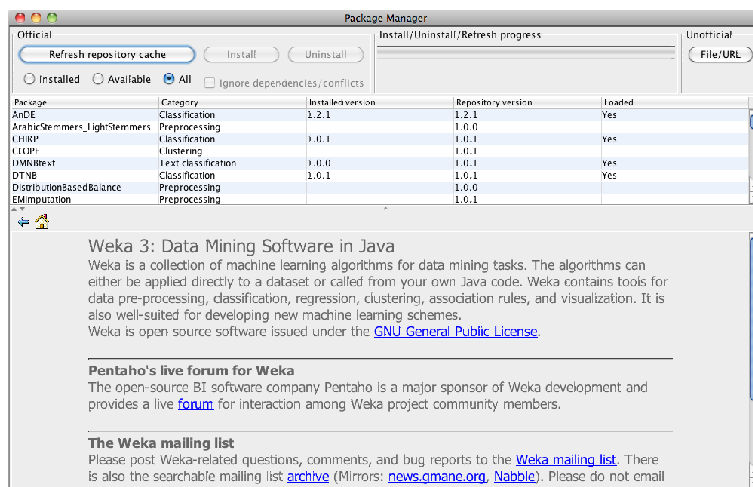 Package Manager
Official
Install/Uninstall/Refresh progress
Unofficial
Refresh repository cache
Install
Uninstall
File/URL
Installed
Available
All
Ignore dependencies/conflicts
Package Category Installed version Repository version Loaded
AnDE Classification 1.2.1 1.2.1 Yes
ArabicStemmers_LightStemmers Preprocessing 1.0.0
CHIRP Classification 1.0.1 1.0.1 Yes
CLOPE Clustering 1.0.1
DMNBtext Text classification 1.0.0 1.0.1 Yes
DTNB Classification 1.0.1 1.0.1 Yes
DistributionBasedBalance Preprocessing 1.0.0
EMImputation Preprocessing 1.0.1
Weka 3: Data Mining Software in Java
Weka is a collection of machine learning algorithms for data mining tasks. The algorithms can
either be applied directly to a dataset or called from your own Java code. Weka contains tools for
data pre-processing, classification, regression, clustering, association rules, and visualization. It is
also well-suited for developing new machine learning schemes.
Weka is open source software issued under the GNU General Public License.
Pentaho's live forum for Weka
The open-source BI software company Pentaho is a major sponsor of Weka development and
provides a live forum for interaction among Weka project community members.
The Weka mailing list
Please post Weka-related questions, comments, and bug reports to the Weka mailing list. There
is also the searchable mailing list archive (Mirrors: news.gmane.org, Nabble). Please do not email